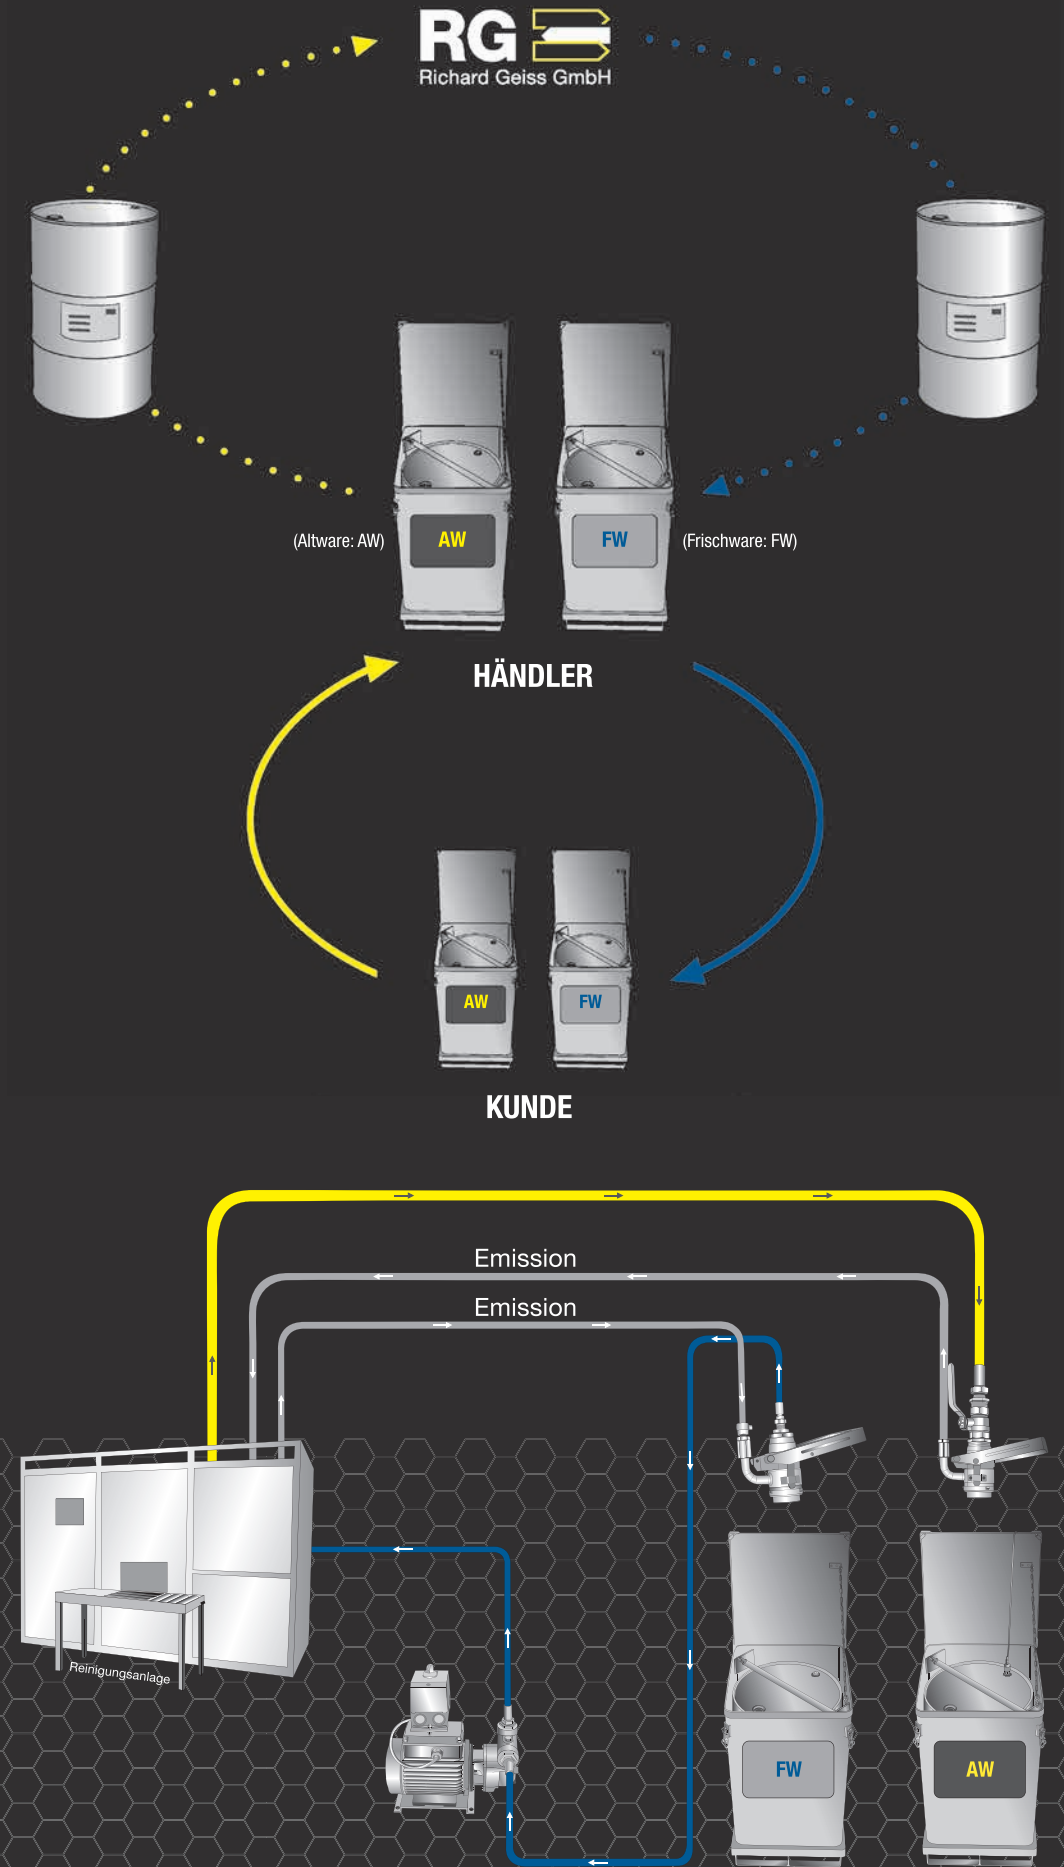 RG
Richard Geiss GmbH
(Altware: AW)
AW
FW
(Frischware: FW)
HÄNDLER
AW
FW
KUNDE
Emission
Emission
Reinigungsanlage
FW
AW